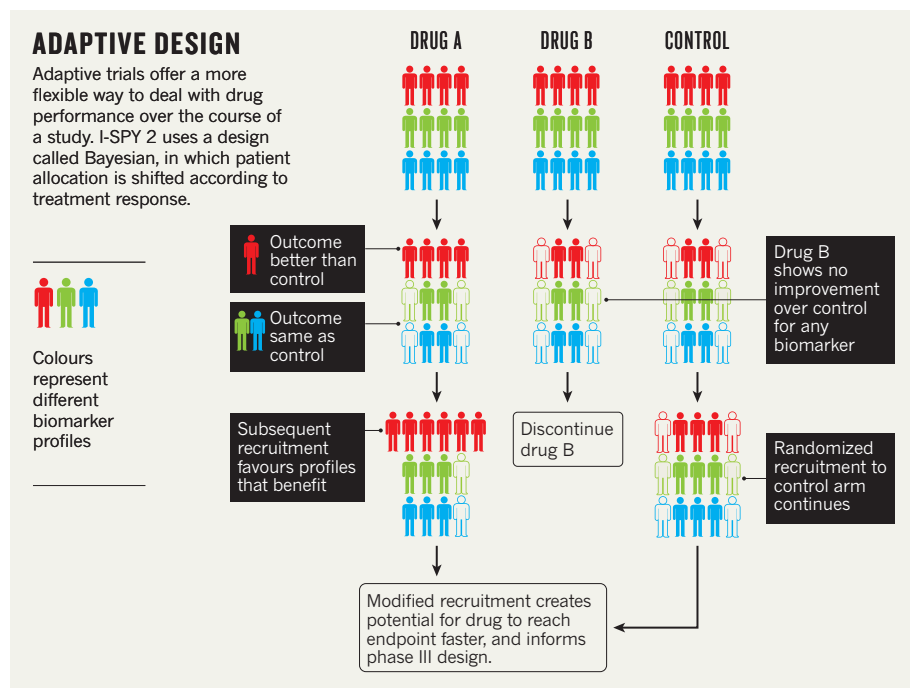 ADAPTIVE DESIGN
Adaptive trials offer a more
flexible way to deal with drug
performance over the course of
a study. I-SPY 2 uses a design
called Bayesian, in which patient
allocation is shifted according to
treatment response.
Colours
represent
different
biomarker
profiles
DRUG A
DRUG B
CONTROL
Outcome
better than
control
Outcome
same as
control
Drug B
shows no
improvement
over control
for any
biomarker
Subsequent
recruitment
favours profiles
that benefit
Discontinue
drug B
Randomized
recruitment to
control arm
continues
Modified recruitment creates
potential for drug to reach
endpoint faster, and informs
phase III design.